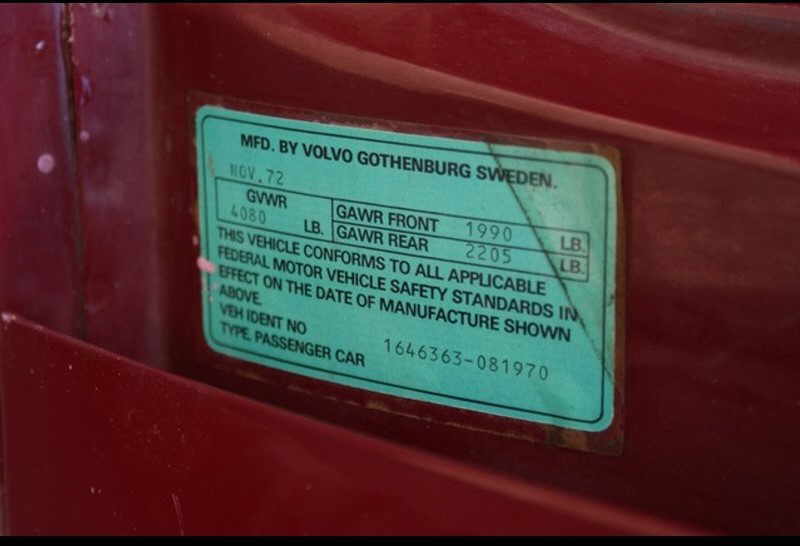 MFD. BY VOLVO GOTHENBURG SWEDEN.
NOV.72
GVWR
4080 LB.
GAWR FRONT 1990 LB.
GAWR REAR 2205 LB.
THIS VEHICLE CONFORMS TO ALL APPLICABLE
FEDERAL MOTOR VEHICLE SAFETY STANDARDS IN
EFFECT ON THE DATE OF MANUFACTURE SHOWN
ABOVE.
VEH IDENT NO 1646363-081970
TYPE. PASSENGER CAR